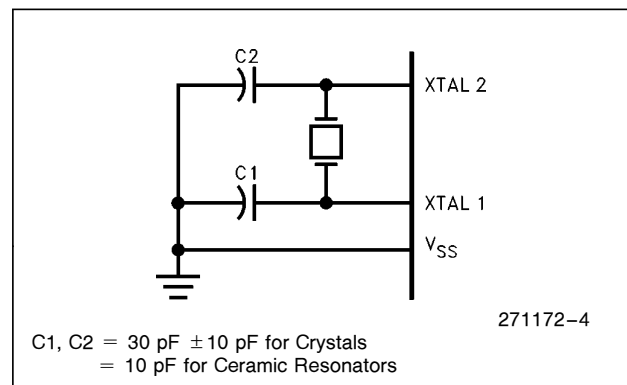 C2
XTAL 2
C1
XTAL 1
VSS
271172–4
C1, C2 = 30 pF ±10 pF for Crystals
= 10 pF for Ceramic Resonators